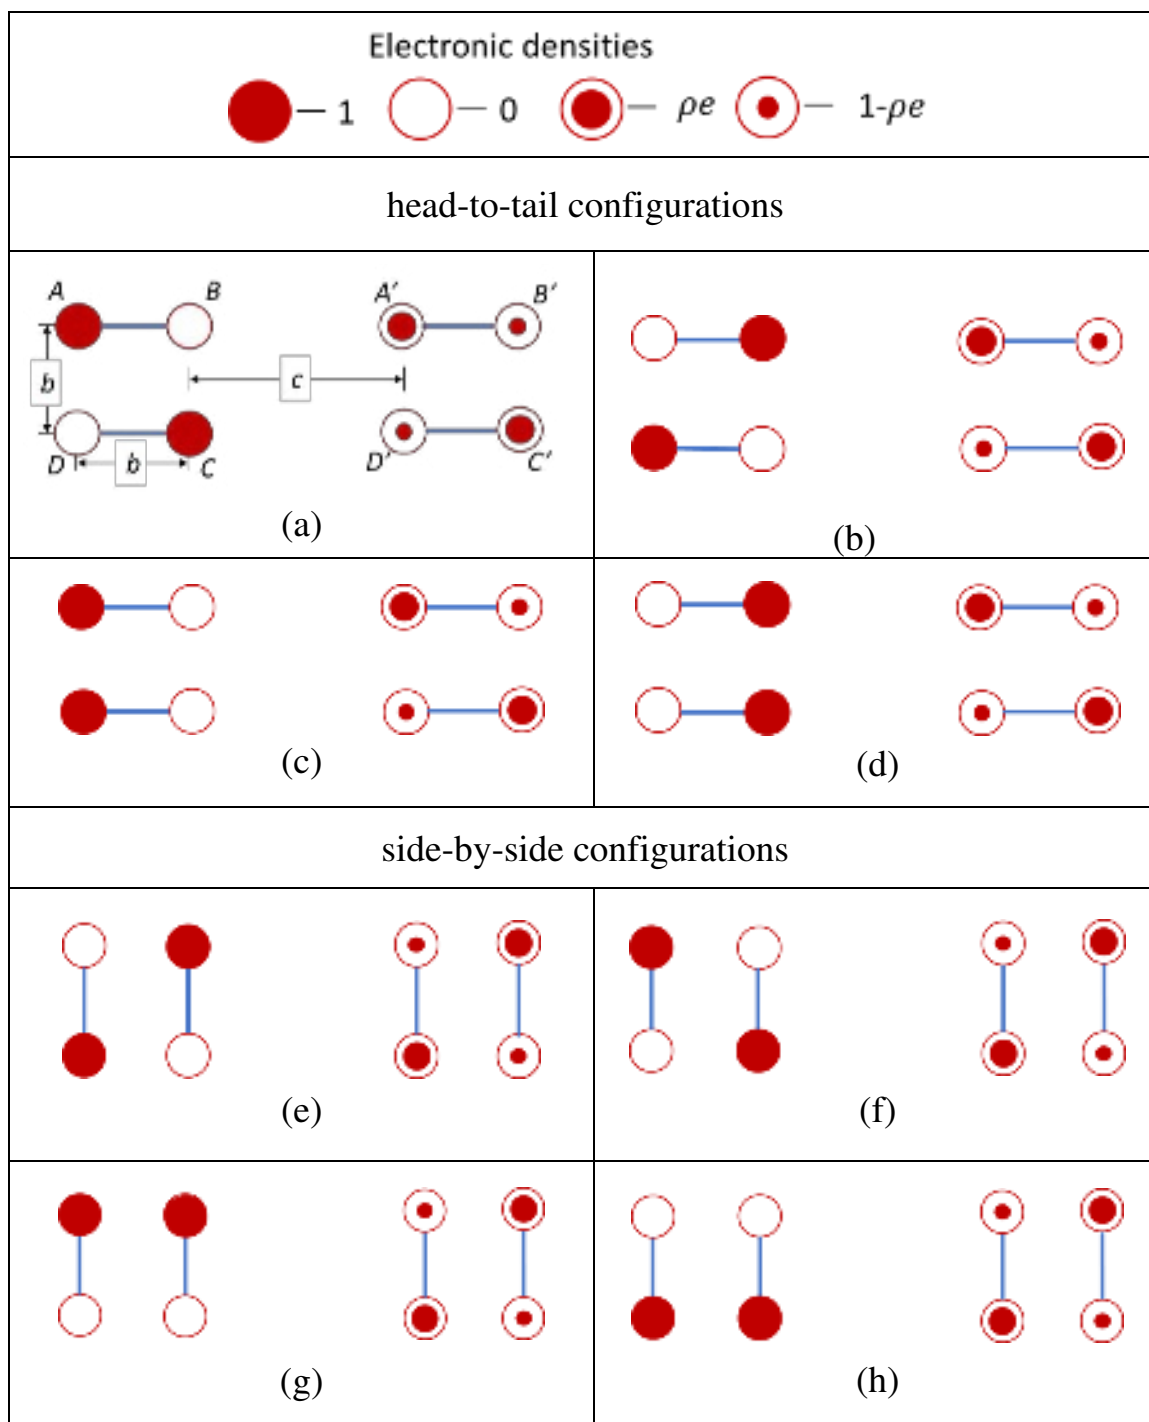 Electronic densities
— 1 — 0 — ρe — 1-ρe
head-to-tail configurations
A B A′ B′
b c
D b C D′ C′
(a) (b)
(c) (d)
side-by-side configurations
(e) (f)
(g) (h)